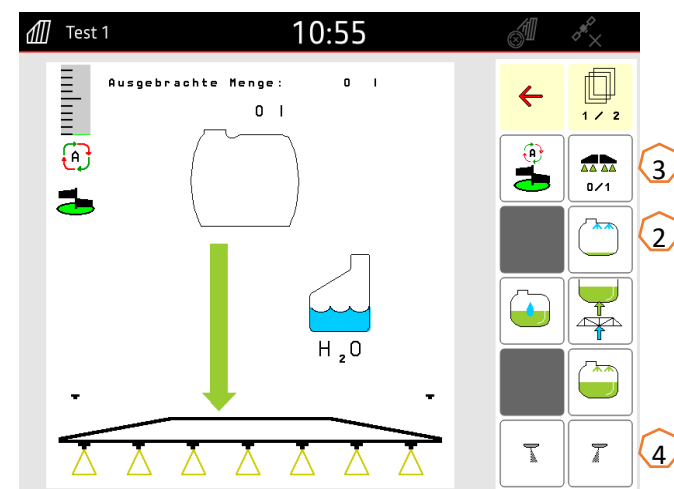 Test 1
10:55
Ausgebrachte Menge: 0 l
0 l
A
H₂O
1 / 2
A
0/1
3
2
4